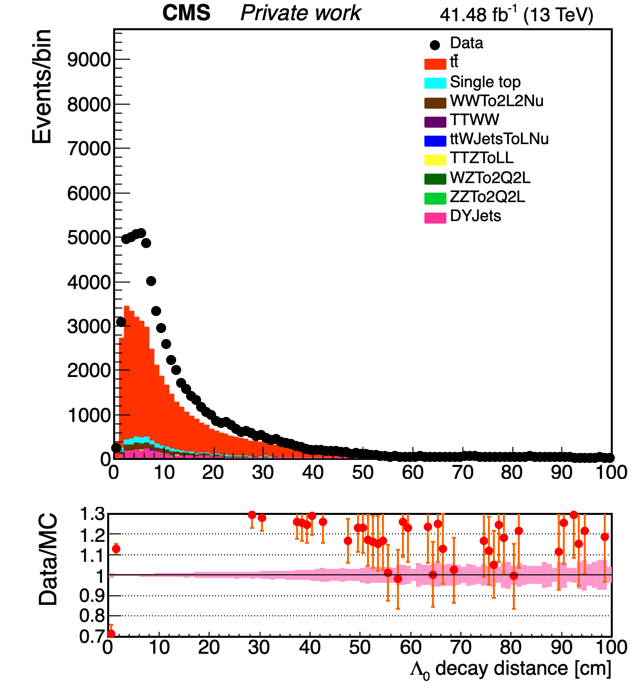 CMS Private work 41.48 fb⁻¹ (13 TeV)
Events/bin
9000
8000
7000
6000
5000
4000
3000
2000
1000
0
Data
tt̄
Single top
WWTo2L2Nu
TTWW
ttWJetsToLNu
TTZToLL
WZTo2Q2L
ZZTo2Q2L
DYJets
0 10 20 30 40 50 60 70 80 90 100
Data/MC
1.3
1.2
1.1
1
0.9
0.8
0.7
0 10 20 30 40 50 60 70 80 90 100
Λ₀ decay distance [cm]